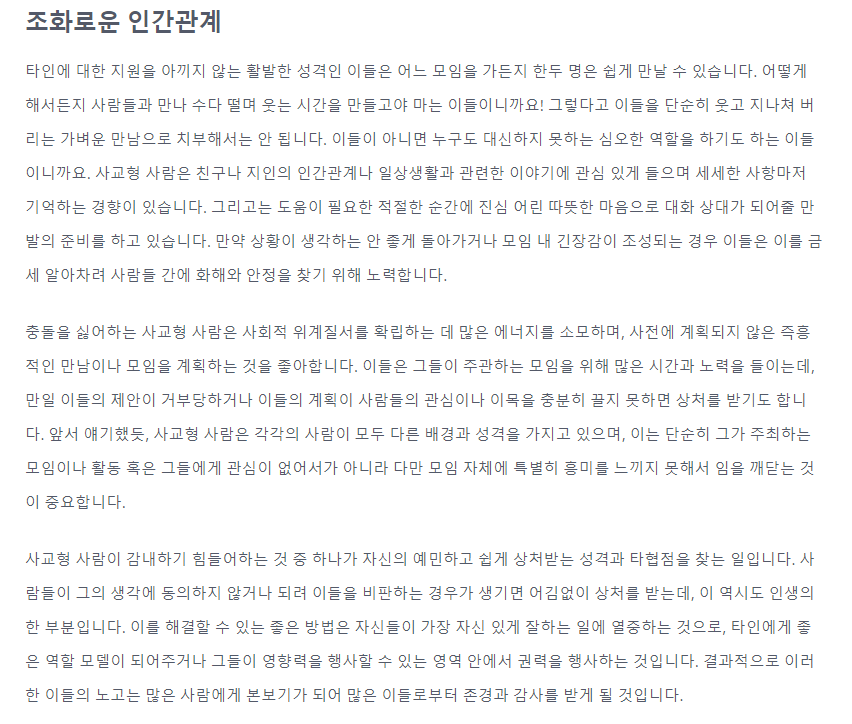 조화로운 인간관계
타인에 대한 지원을 아끼지 않는 활발한 성격인 이들은 어느 모임을 가든지 한두 명은 쉽게 만날 수 있습니다. 어떻게
해서든지 사람들과 만나 수다 떨며 웃는 시간을 만들고야 마는 이들이니까요! 그렇다고 이들을 단순히 웃고 지나쳐 버
리는 가벼운 만남으로 치부해서는 안 됩니다. 이들이 아니면 누구도 대신하지 못하는 심오한 역할을 하기도 하는 이들
이니까요. 사교형 사람은 친구나 지인의 인간관계나 일상생활과 관련한 이야기에 관심 있게 들으며 세세한 사항마저
기억하는 경향이 있습니다. 그리고는 도움이 필요한 적절한 순간에 진심 어린 따뜻한 마음으로 대화 상대가 되어줄 만
발의 준비를 하고 있습니다. 만약 상황이 생각하는 안 좋게 돌아가거나 모임 내 긴장감이 조성되는 경우 이들은 이를 금
세 알아차려 사람들 간에 화해와 안정을 찾기 위해 노력합니다.
충돌을 싫어하는 사교형 사람은 사회적 위계질서를 확립하는 데 많은 에너지를 소모하며, 사전에 계획되지 않은 즉흥
적인 만남이나 모임을 계획하는 것을 좋아합니다. 이들은 그들이 주관하는 모임을 위해 많은 시간과 노력을 들이는데,
만일 이들의 제안이 거부당하거나 이들의 계획이 사람들의 관심이나 이목을 충분히 끌지 못하면 상처를 받기도 합니
다. 앞서 얘기했듯, 사교형 사람은 각각의 사람이 모두 다른 배경과 성격을 가지고 있으며, 이는 단순히 그가 주최하는
모임이나 활동 혹은 그들에게 관심이 없어서가 아니라 다만 모임 자체에 특별히 흥미를 느끼지 못해서 임을 깨닫는 것
이 중요합니다.
사교형 사람이 감내하기 힘들어하는 것 중 하나가 자신의 예민하고 쉽게 상처받는 성격과 타협점을 찾는 일입니다. 사
람들이 그의 생각에 동의하지 않거나 되려 이들을 비판하는 경우가 생기면 어김없이 상처를 받는데, 이 역시도 인생의
한 부분입니다. 이를 해결할 수 있는 좋은 방법은 자신들이 가장 자신 있게 잘하는 일에 열중하는 것으로, 타인에게 좋
은 역할 모델이 되어주거나 그들이 영향력을 행사할 수 있는 영역 안에서 권력을 행사하는 것입니다. 결과적으로 이러
한 이들의 노고는 많은 사람에게 본보기가 되어 많은 이들로부터 존경과 감사를 받게 될 것입니다.